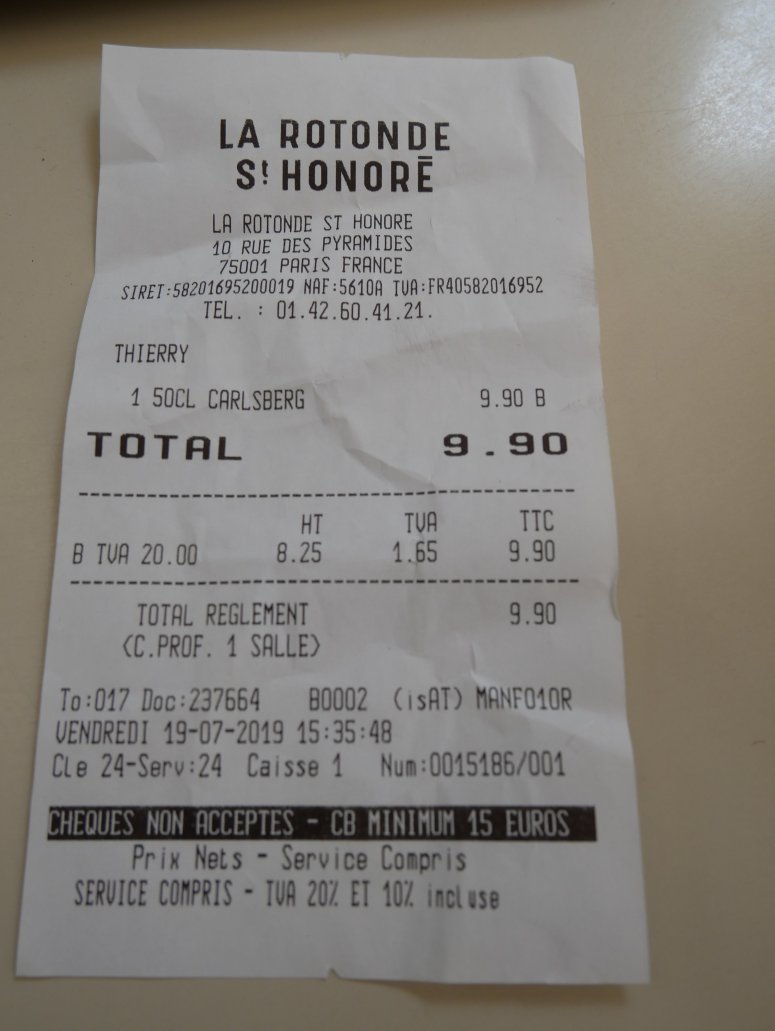 LA ROTONDE
St HONORĒ
LA ROTONDE ST HONORE
10 RUE DES PYRAMIDES
75001 PARIS FRANCE
SIRET:58201695200019 NAF:5610A TVA:FR40582016952
TEL. : 01.42.60.41.21.
THIERRY
1 50CL CARLSBERG 9.90 B
TOTAL 9.90
HT TVA TTC
B TVA 20.00 8.25 1.65 9.90
TOTAL REGLEMENT 9.90
(C.PROF. 1 SALLE)
To:017 Doc:237664 B0002 (isAT) MANF010R
VENDREDI 19-07-2019 15:35:48
Cle 24-Serv:24 Caisse 1 Num:0015186/001
CHEQUES NON ACCEPTES - CB MINIMUM 15 EUROS
Prix Nets - Service Compris
SERVICE COMPRIS - TVA 20% ET 10% incluse